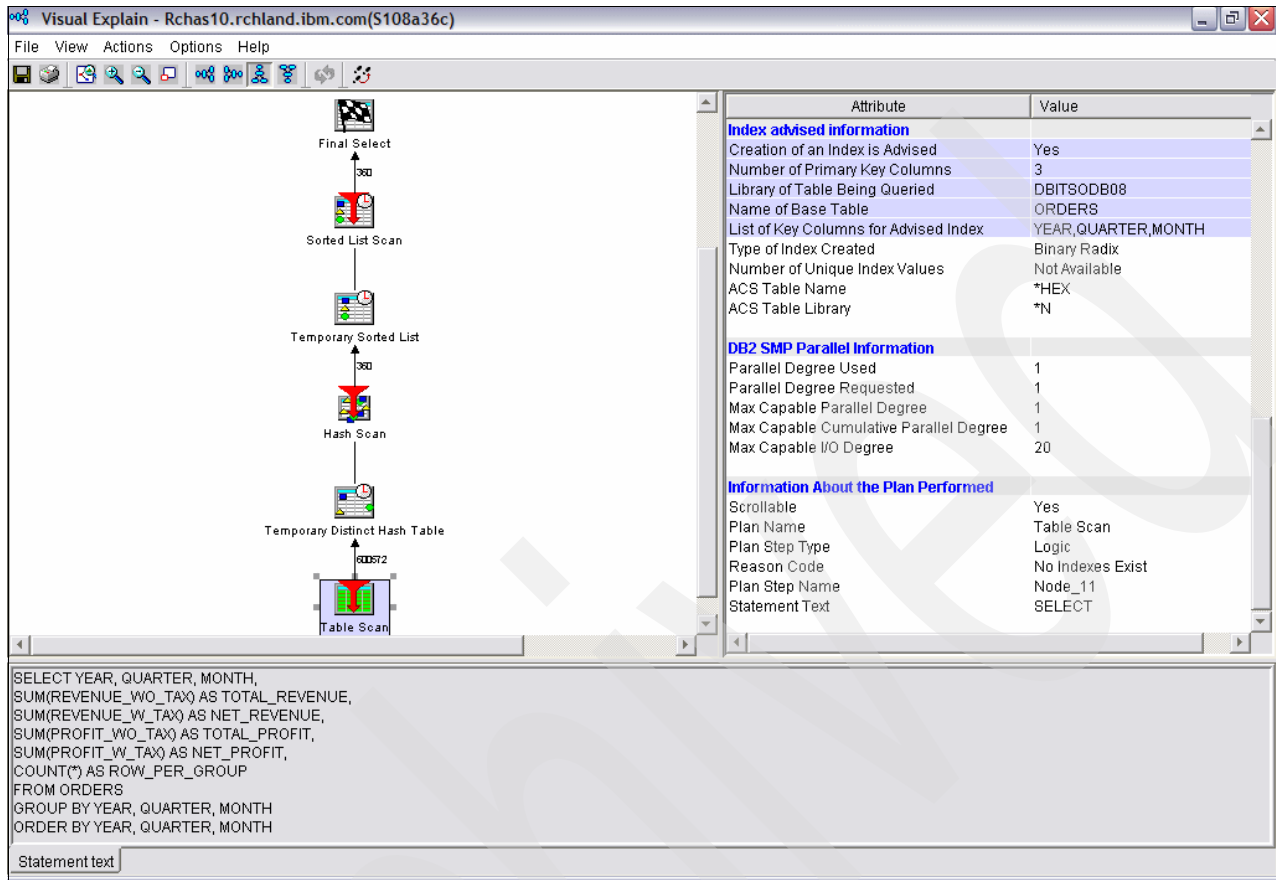 Visual Explain - Rchas10.rchland.ibm.com(S108a36c)
File View Actions Options Help
Final Select
360
Sorted List Scan
Temporary Sorted List
360
Hash Scan
Temporary Distinct Hash Table
600572
Table Scan
Attribute Value
Index advised information
Creation of an Index is Advised Yes
Number of Primary Key Columns 3
Library of Table Being Queried DBITSODB08
Name of Base Table ORDERS
List of Key Columns for Advised Index YEAR,QUARTER,MONTH
Type of Index Created Binary Radix
Number of Unique Index Values Not Available
ACS Table Name *HEX
ACS Table Library *N
DB2 SMP Parallel Information
Parallel Degree Used 1
Parallel Degree Requested 1
Max Capable Parallel Degree 1
Max Capable Cumulative Parallel Degree 1
Max Capable I/O Degree 20
Information About the Plan Performed
Scrollable Yes
Plan Name Table Scan
Plan Step Type Logic
Reason Code No Indexes Exist
Plan Step Name Node_11
Statement Text SELECT
SELECT YEAR, QUARTER, MONTH,
SUM(REVENUE_WO_TAX) AS TOTAL_REVENUE,
SUM(REVENUE_W_TAX) AS NET_REVENUE,
SUM(PROFIT_WO_TAX) AS TOTAL_PROFIT,
SUM(PROFIT_W_TAX) AS NET_PROFIT,
COUNT(*) AS ROW_PER_GROUP
FROM ORDERS
GROUP BY YEAR, QUARTER, MONTH
ORDER BY YEAR, QUARTER, MONTH
Statement text